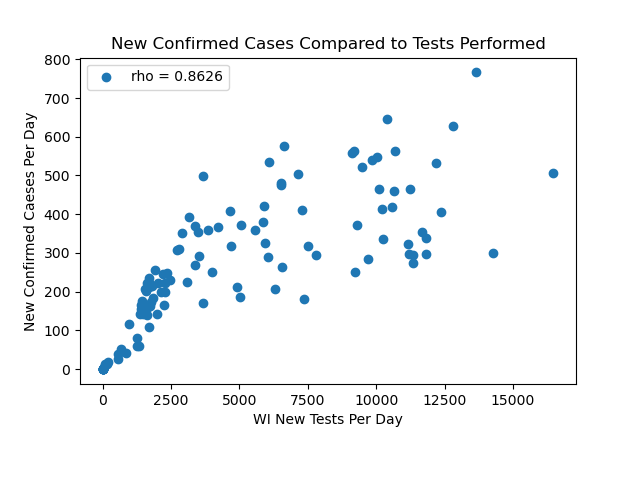 New Confirmed Cases Compared to Tests Performed
rho = 0.8626
New Confirmed Caeses Per Day
800
700
600
500
400
300
200
100
0
0 2500 5000 7500 10000 12500 15000
WI New Tests Per Day